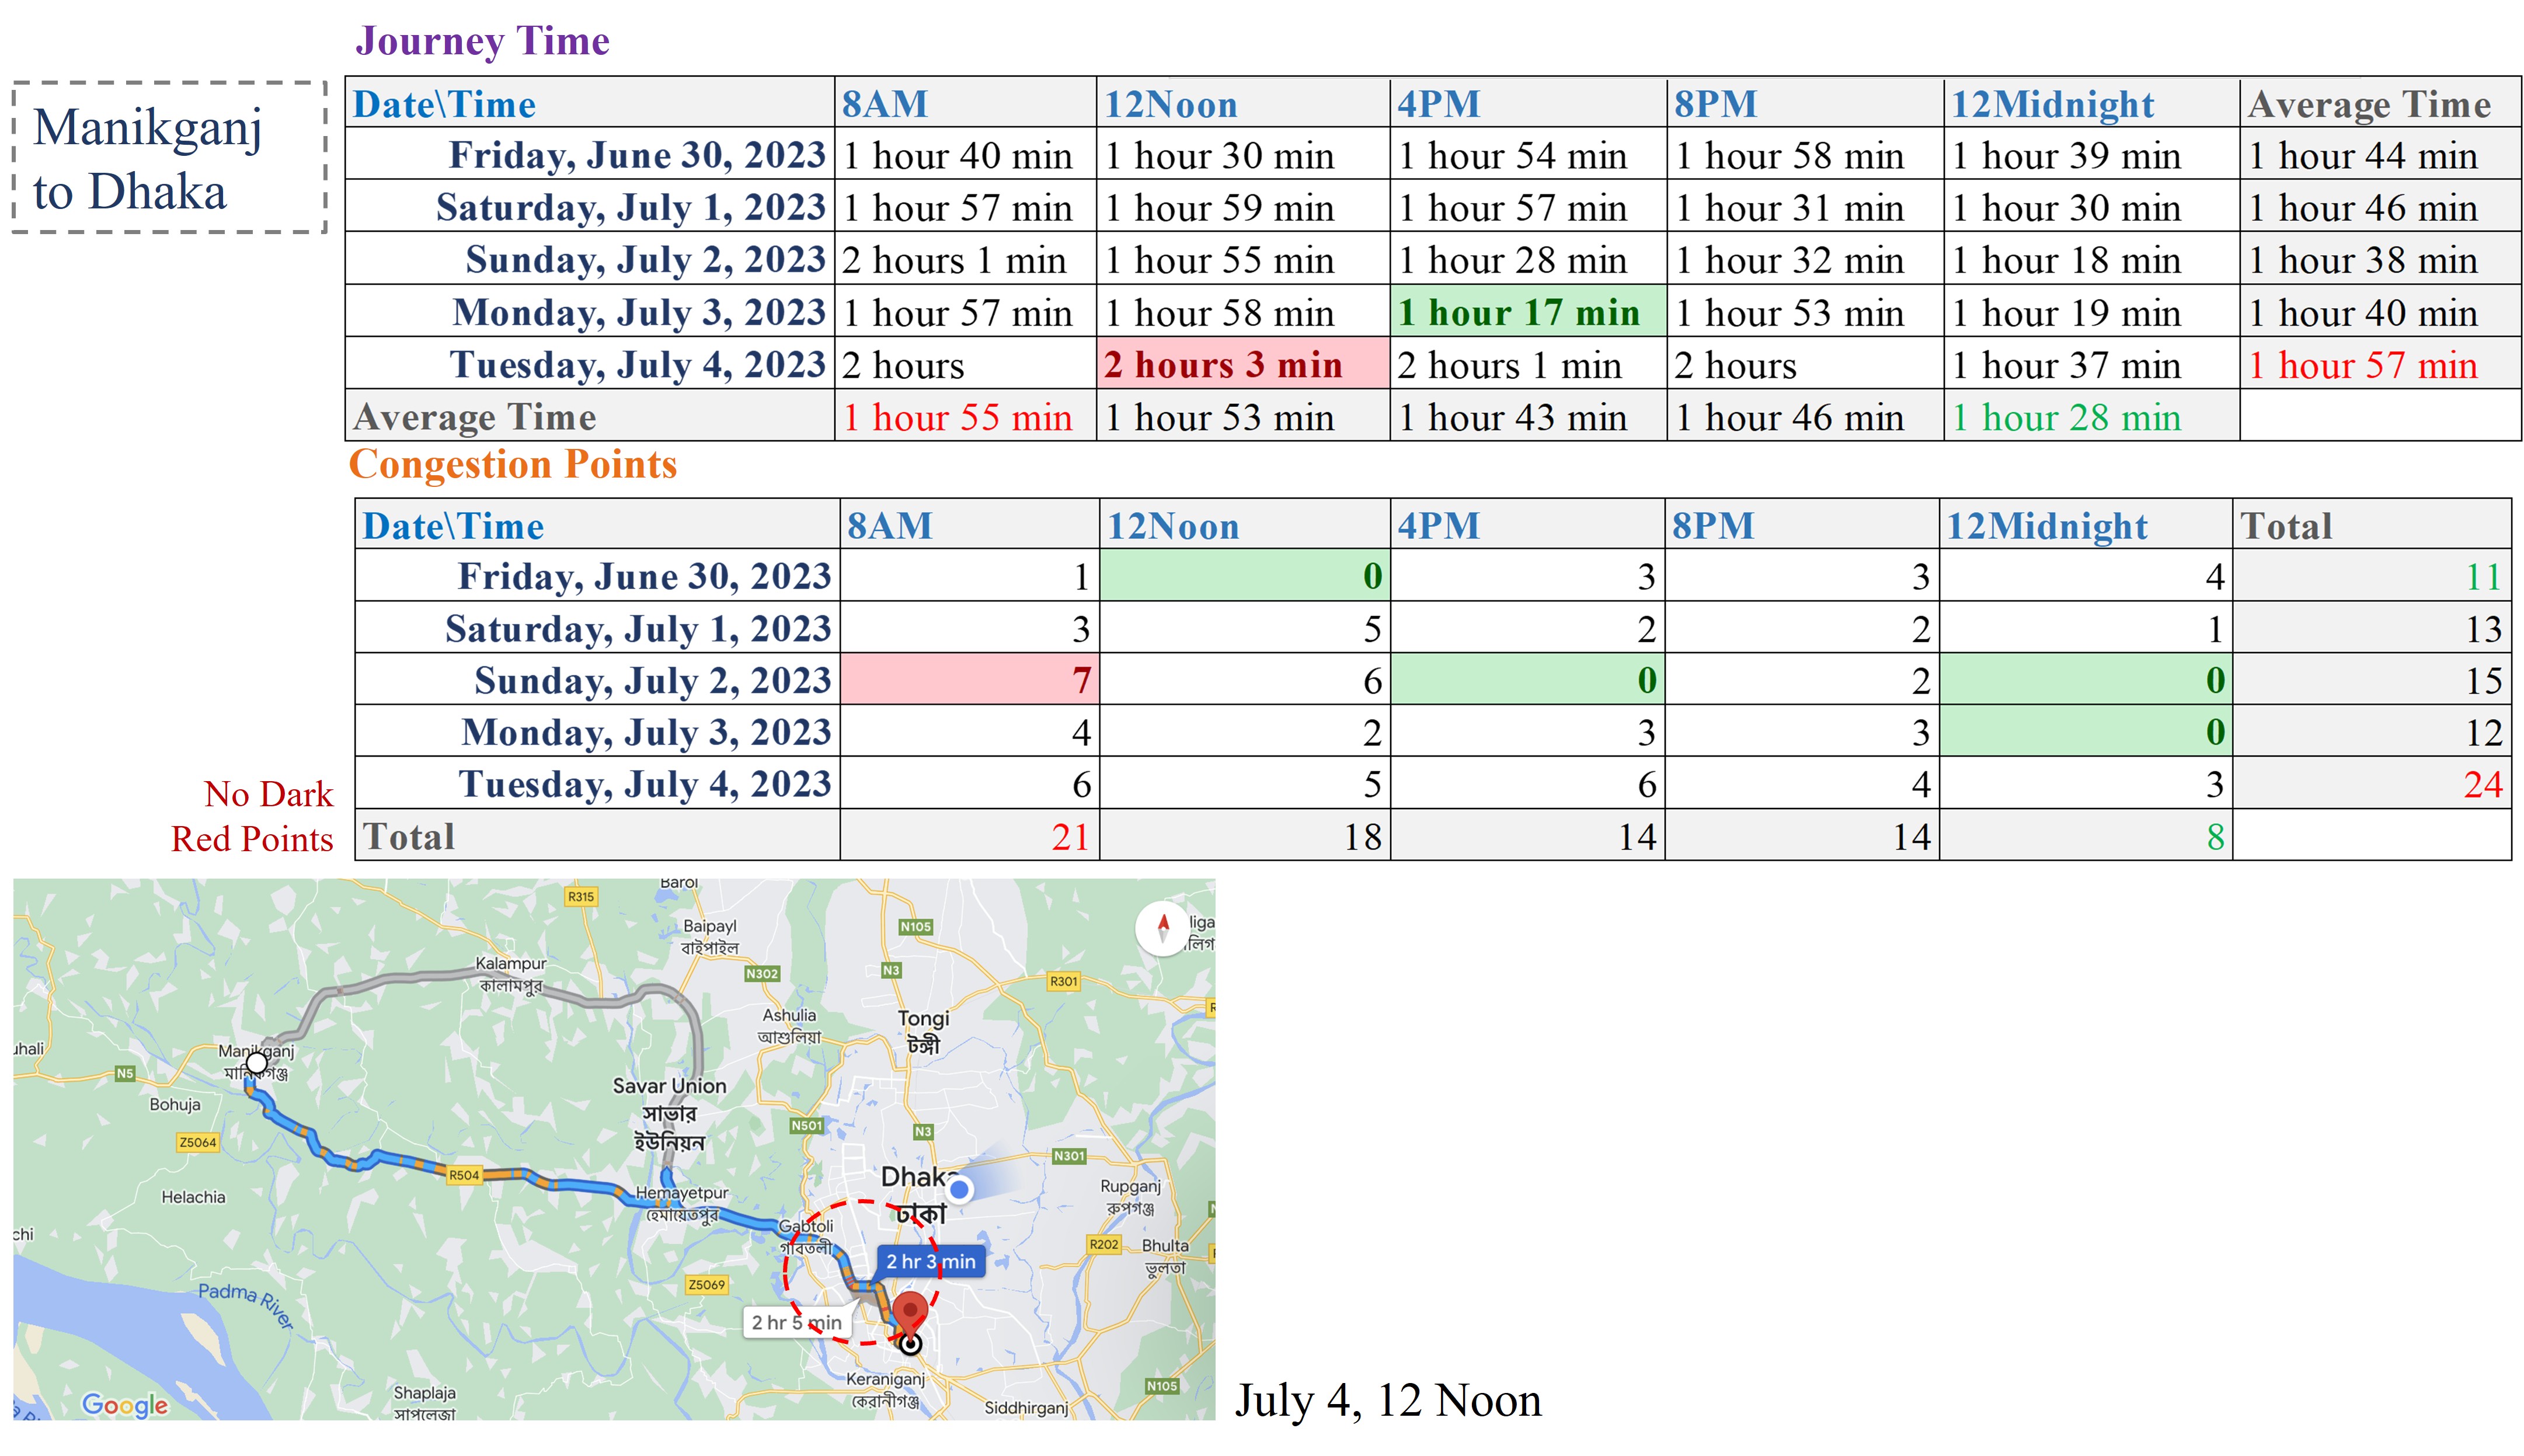 Journey Time
Manikganj
to Dhaka
Date\Time 8AM 12Noon 4PM 8PM 12Midnight Average Time
Friday, June 30, 2023 1 hour 40 min 1 hour 30 min 1 hour 54 min 1 hour 58 min 1 hour 39 min 1 hour 44 min
Saturday, July 1, 2023 1 hour 57 min 1 hour 59 min 1 hour 57 min 1 hour 31 min 1 hour 30 min 1 hour 46 min
Sunday, July 2, 2023 2 hours 1 min 1 hour 55 min 1 hour 28 min 1 hour 32 min 1 hour 18 min 1 hour 38 min
Monday, July 3, 2023 1 hour 57 min 1 hour 58 min 1 hour 17 min 1 hour 53 min 1 hour 19 min 1 hour 40 min
Tuesday, July 4, 2023 2 hours 2 hours 3 min 2 hours 1 min 2 hours 1 hour 37 min 1 hour 57 min
Average Time 1 hour 55 min 1 hour 53 min 1 hour 43 min 1 hour 46 min 1 hour 28 min
Congestion Points
Date\Time 8AM 12Noon 4PM 8PM 12Midnight Total
Friday, June 30, 2023 1 0 3 3 4 11
Saturday, July 1, 2023 3 5 2 2 1 13
Sunday, July 2, 2023 7 6 0 2 0 15
Monday, July 3, 2023 4 2 3 3 0 12
Tuesday, July 4, 2023 6 5 6 4 3 24
Total 21 18 14 14 8
No Dark
Red Points
Barol
R315
Baipayl
বাইপাইল
N105
Kalampur
কালামপুর
N302
N3
R301
Ashulia
আশুলিয়া
Tongi
টঙ্গী
Manikganj
মানিকগঞ্জ
N5
Bohuja
Savar Union
সাভার
ইউনিয়ন
Z5064
N501
N3
N301
R504
Dhaka
ঢাকা
Helachia
Hemayetpur
হেমায়েতপুর
Rupganj
রুপগঞ্জ
Gabtoli
গাবতলী
R202
Bhulta
ভুলতা
2 hr 3 min
Z5069
Padma River
2 hr 5 min
Keraniganj
কেরানীগঞ্জ
N105
Shaplaja
সাপলেজা
Siddhirganj
Google
July 4, 12 Noon